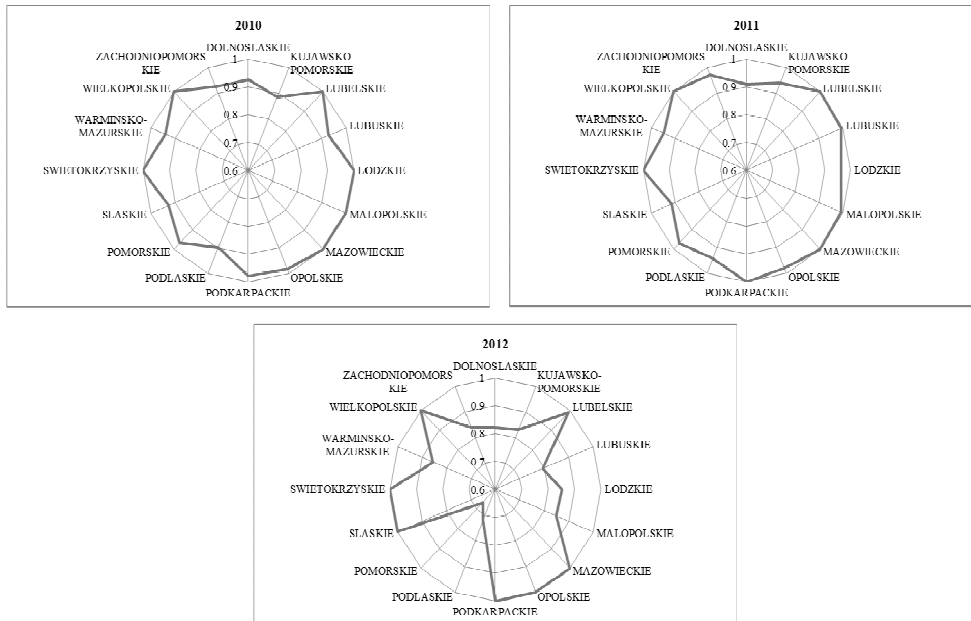 2010
DOLNOSLASKIE
ZACHODNIOPOMORS
KIE
KUJAWSKO
POMORSKIE
1
WIELKOPOLSKIE
LUBELSKIE
0.9
WARMINSKO-
MAZURSKIE
LUBUSKIE
0.8
0.7
SWIETOKRZYSKIE
0.6
LODZKIE
SLASKIE
MALOPOLSKIE
POMORSKIE
MAZOWIECKIE
PODLASKIE
OPOLSKIE
PODKARPACKIE
2011
DOLNOSLASKIE
ZACHODNIOPOMORS
KIE
KUJAWSKO
POMORSKIE
1
WIELKOPOLSKIE
LUBELSKIE
0.9
WARMINSKO-
MAZURSKIE
LUBUSKIE
0.8
0.7
SWIETOKRZYSKIE
0.6
LODZKIE
SLASKIE
MALOPOLSKIE
POMORSKIE
MAZOWIECKIE
PODLASKIE
OPOLSKIE
PODKARPACKIE
2012
DOLNOSLASKIE
ZACHODNIOPOMORS
KIE
KUJAWSKO-
POMORSKIE
1
WIELKOPOLSKIE
LUBELSKIE
0.9
WARMINSKO-
MAZURSKIE
LUBUSKIE
0.8
0.7
SWIETOKRZYSKIE
0.6
LODZKIE
SLASKIE
MALOPOLSKIE
POMORSKIE
MAZOWIECKIE
PODLASKIE
OPOLSKIE
PODKARPACKIE